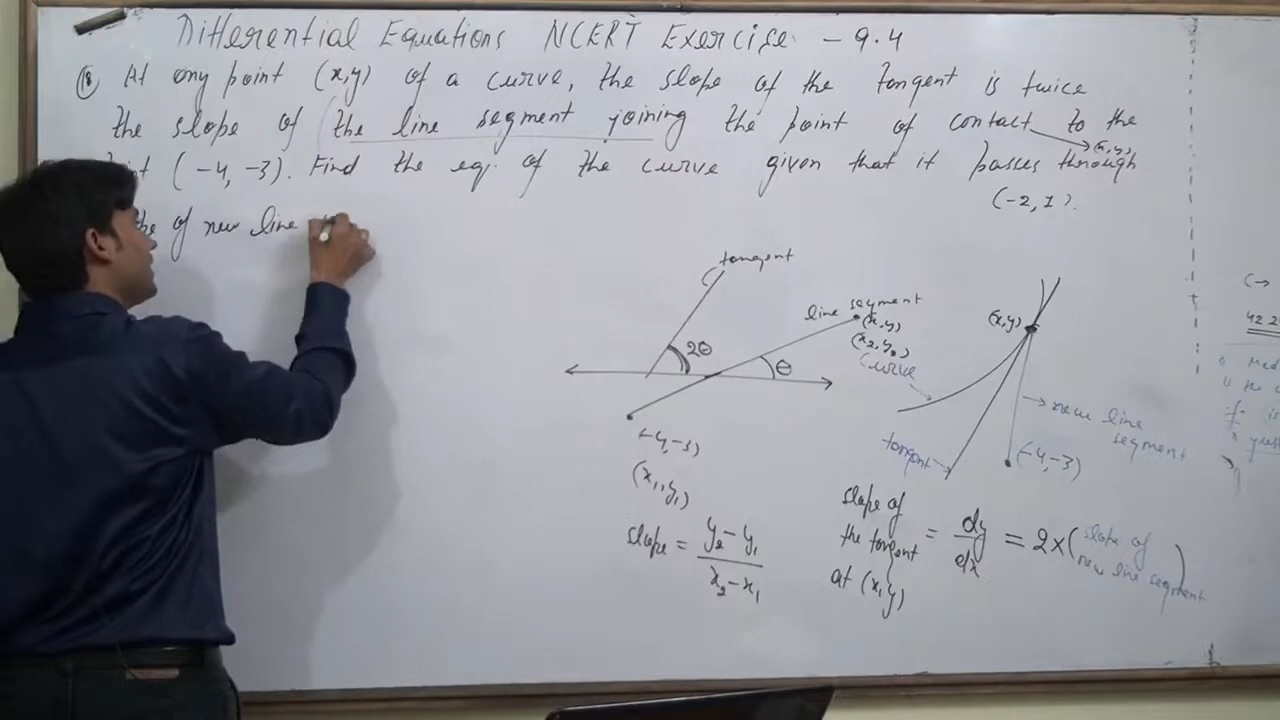 Differential Equations NCERT Exercise - 9.4
18 At any point (x,y) of a curve, the slope of the tangent is twice
the slope of the line segment joining the point of contact to the
(-4, -3). Find the eq. of the curve given that it passes through
(x,y)
(-2, 1).
of new line
tangent
2θ
line segment
(x,y)
(x₂,y₂)
θ
(-4,-3)
(x₁,y₁)
slope = y₂-y₁
x₂-x₁
(x,y)
curve
tangent
new line
segment
(-4,-3)
slope of
the tangent
at (x,y)
= dy/dx = 2x(slope of
new line segment)